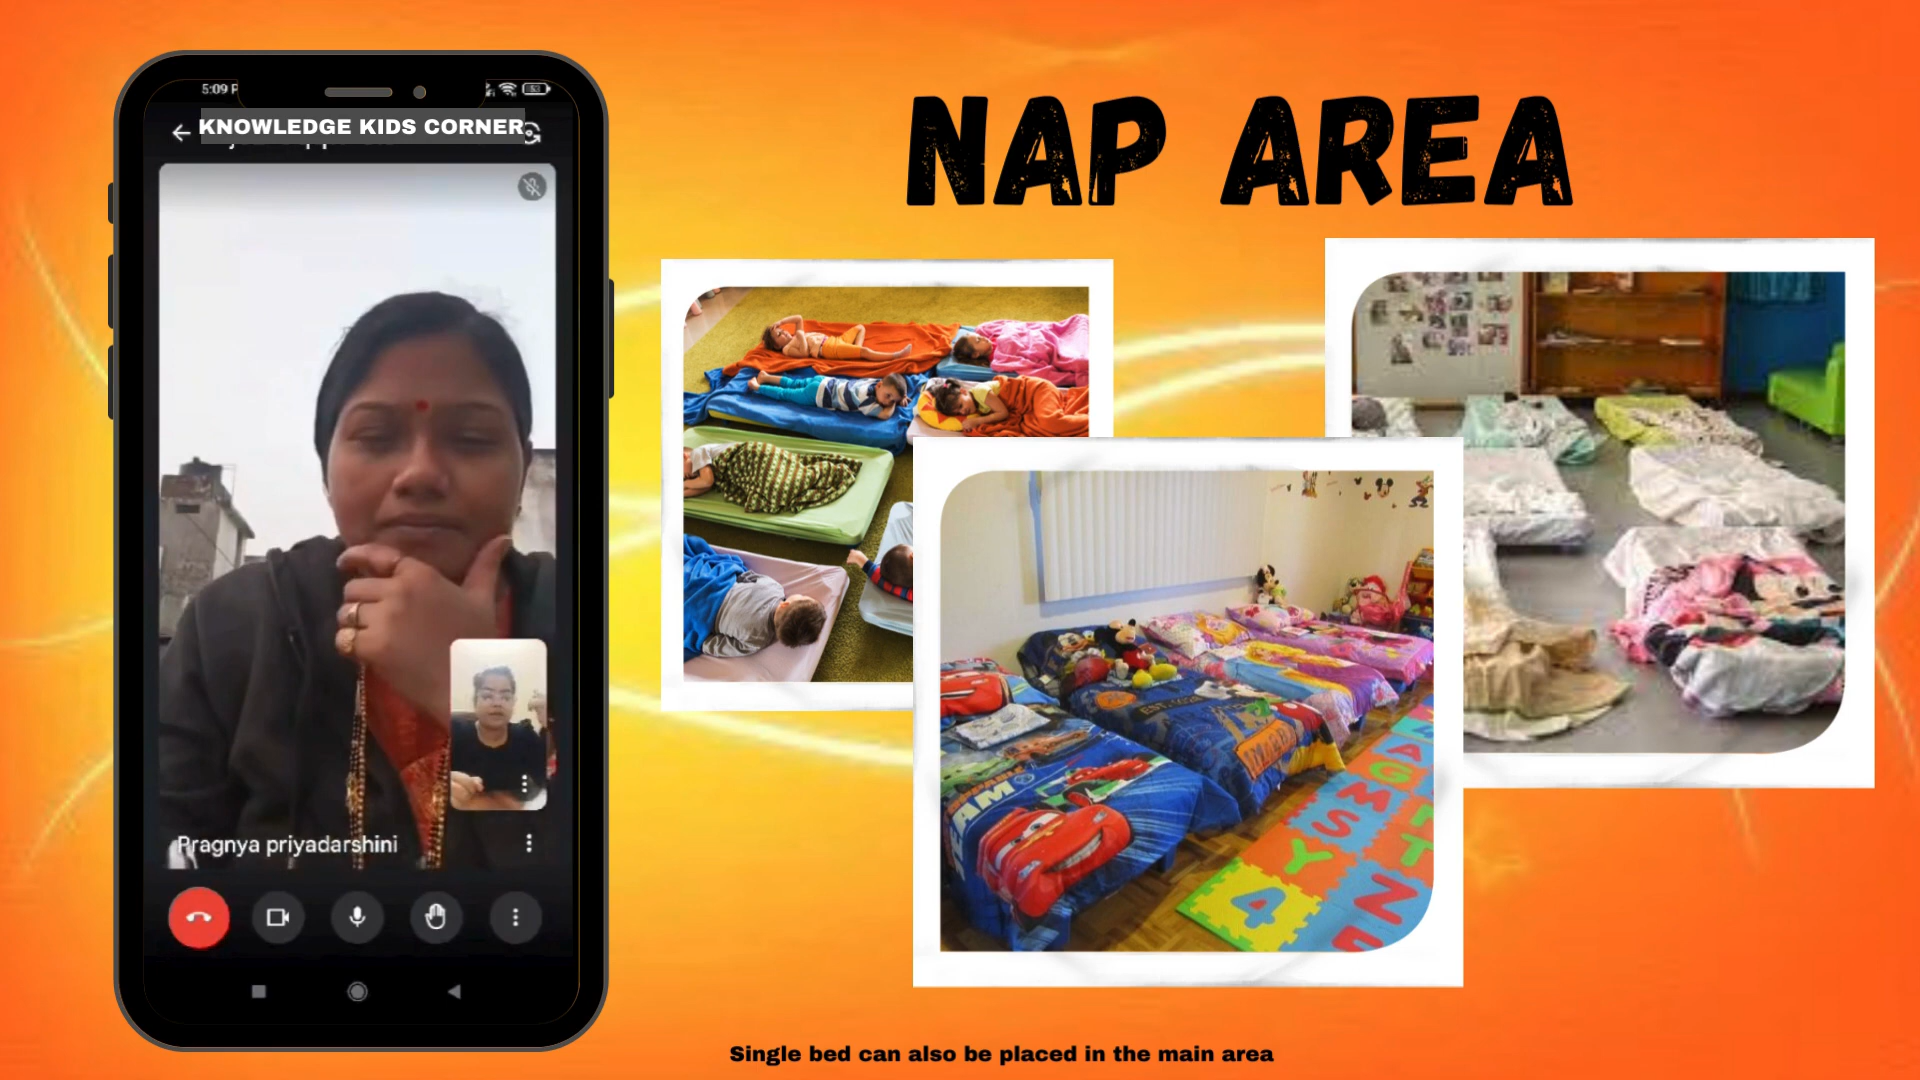 5:09 P
KNOWLEDGE KIDS CORNER
Pragnya priyadarshini
NAP AREA
4
Single bed can also be placed in the main area